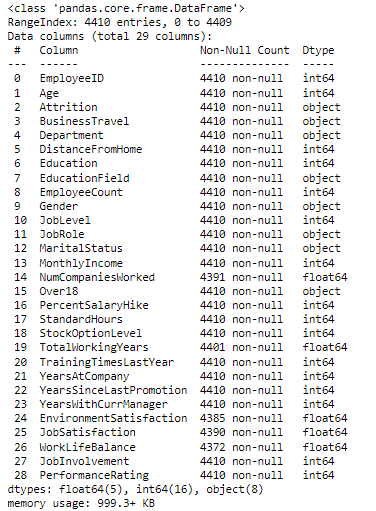 <class 'pandas.core.frame.DataFrame'>
RangeIndex: 4410 entries, 0 to 4409
Data columns (total 29 columns):
 #   Column                   Non-Null Count  Dtype
---  ------                   --------------  -----
 0   EmployeeID               4410 non-null   int64
 1   Age                      4410 non-null   int64
 2   Attrition                4410 non-null   object
 3   BusinessTravel           4410 non-null   object
 4   Department               4410 non-null   object
 5   DistanceFromHome         4410 non-null   int64
 6   Education                4410 non-null   int64
 7   EducationField           4410 non-null   object
 8   EmployeeCount            4410 non-null   int64
 9   Gender                   4410 non-null   object
 10  JobLevel                 4410 non-null   int64
 11  JobRole                  4410 non-null   object
 12  MaritalStatus            4410 non-null   object
 13  MonthlyIncome            4410 non-null   int64
 14  NumCompaniesWorked       4391 non-null   float64
 15  Over18                   4410 non-null   object
 16  PercentSalaryHike        4410 non-null   int64
 17  StandardHours            4410 non-null   int64
 18  StockOptionLevel         4410 non-null   int64
 19  TotalWorkingYears        4401 non-null   float64
 20  TrainingTimesLastYear    4410 non-null   int64
 21  YearsAtCompany           4410 non-null   int64
 22  YearsSinceLastPromotion  4410 non-null   int64
 23  YearsWithCurrManager     4410 non-null   int64
 24  EnvironmentSatisfaction  4385 non-null   float64
 25  JobSatisfaction          4390 non-null   float64
 26  WorkLifeBalance          4372 non-null   float64
 27  JobInvolvement           4410 non-null   int64
 28  PerformanceRating        4410 non-null   int64
dtypes: float64(5), int64(16), object(8)
memory usage: 999.3+ KB